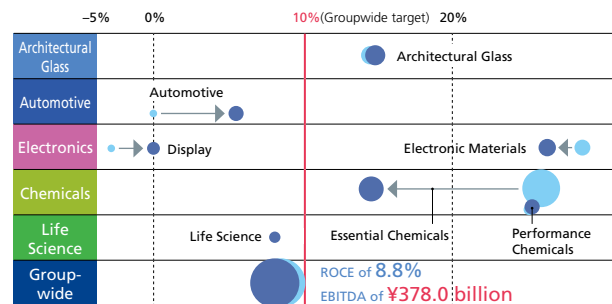 –5% 0% 10%(Groupwide target) 20%
Architectural
Glass
Architectural Glass
Automotive
Automotive
Electronics
Display
Electronic Materials
Chemicals
Essential Chemicals
Performance
Chemicals
Life
Science
Life Science
Group-
wide
ROCE of 8.8%
EBITDA of ¥378.0 billion